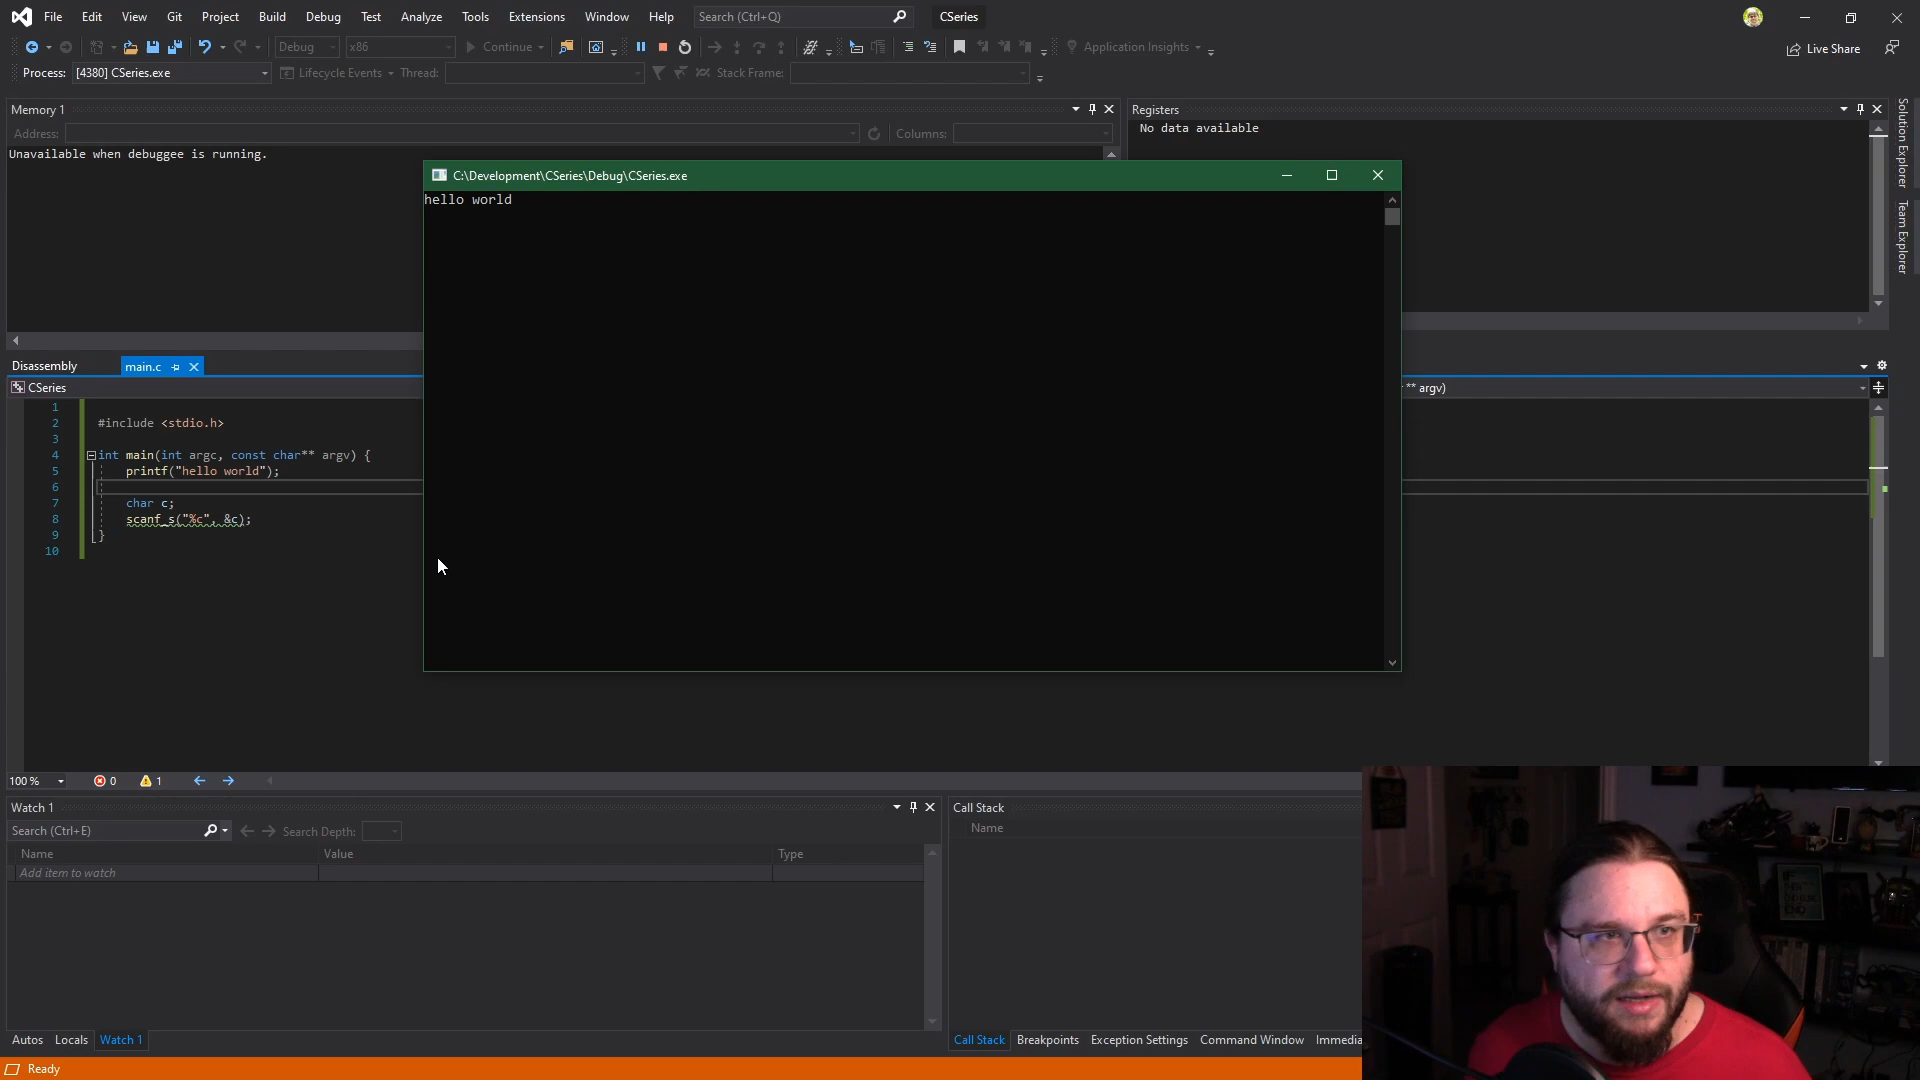 File Edit View Git Project Build Debug Test Analyze Tools Extensions Window Help Search (Ctrl+Q) CSeries
Debug x86 Continue Application Insights Live Share
Process: [4380] CSeries.exe Lifecycle Events Thread: Stack Frame:
Memory 1
Address: Columns:
Unavailable when debuggee is running.
Registers
No data available
Solution Explorer
Team Explorer
C:\Development\CSeries\Debug\CSeries.exe
hello world
Disassembly main.c
CSeries
** argv)
1
2 #include <stdio.h>
3
4 int main(int argc, const char** argv) {
5 printf("hello world");
6
7 char c;
8 scanf_s("%c", &c);
9 }
10
100 % 0 1
Watch 1
Search (Ctrl+E) Search Depth:
Name Value Type
Add item to watch
Autos Locals Watch 1
Call Stack
Name
Call Stack Breakpoints Exception Settings Command Window Immedia
Ready